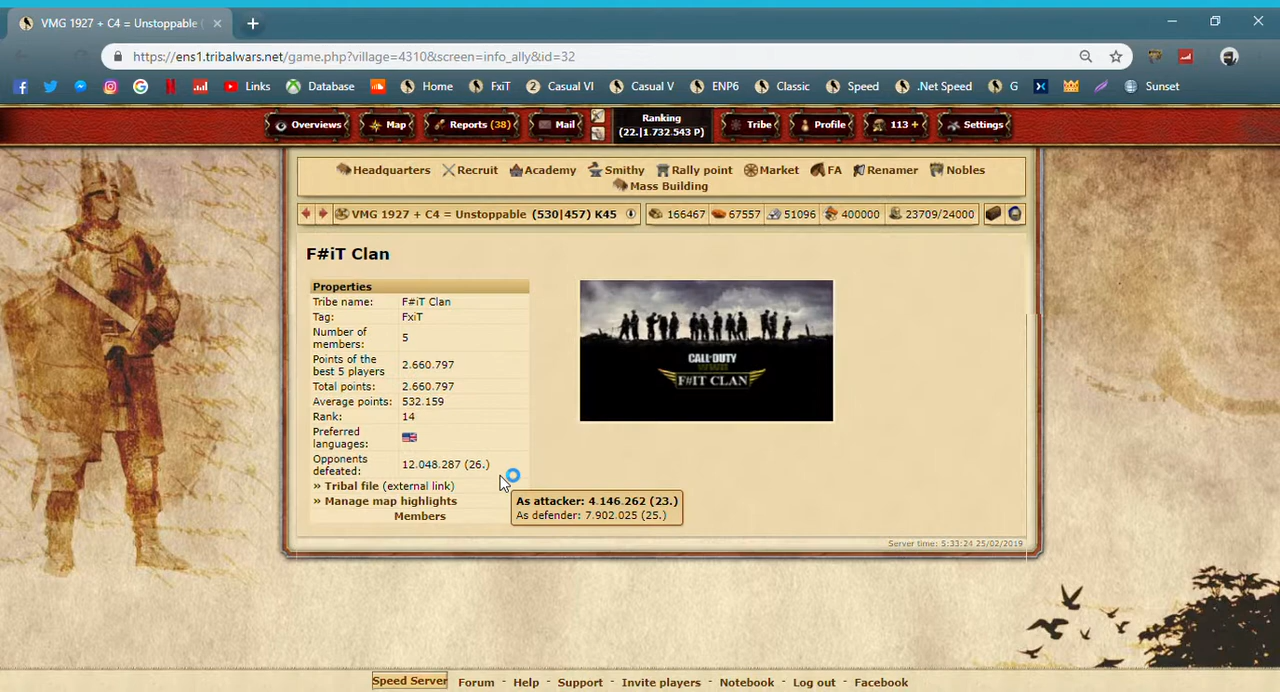 VMG 1927 + C4 = Unstoppable (
https://ens1.tribalwars.net/game.php?village=4310&screen=info_ally&id=32
Links Database Home FxiT Casual VI Casual V ENP6 Classic Speed .Net Speed G Sunset
Overviews Map Reports (38) Mail Ranking (22.|1.732.543 P) Tribe Profile 113 + Settings
Headquarters Recruit Academy Smithy Rally point Market FA Renamer Nobles
Mass Building
VMG 1927 + C4 = Unstoppable (530|457) K45 166467 67557 51096 400000 23709/24000
F#iT Clan
Properties
Tribe name: F#iT Clan
Tag: FxiT
Number of
members: 5
Points of the
best 5 players 2.660.797
Total points: 2.660.797
Average points: 532.159
Rank: 14
Preferred
languages:
Opponents
defeated: 12.048.287 (26.)
» Tribal file (external link)
» Manage map highlights
Members
CALL·DUTY
F#IT CLAN
As attacker: 4.146.262 (23.)
As defender: 7.902.025 (25.)
Server time: 5:33:24 25/02/2019
Speed Server Forum - Help - Support - Invite players - Notebook - Log out - Facebook